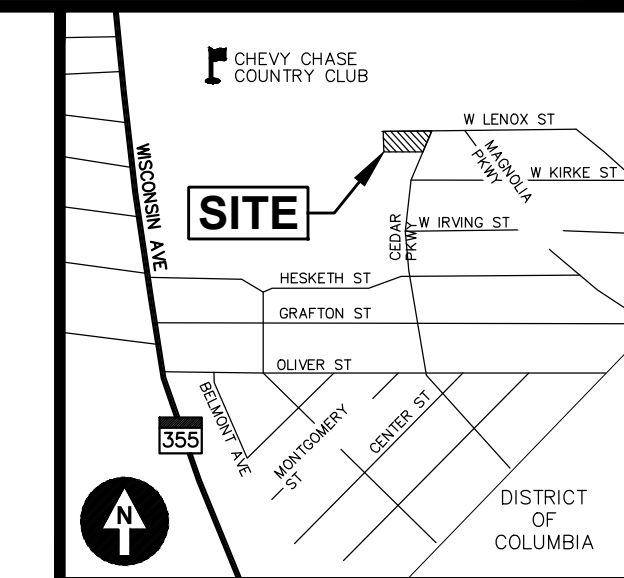 CHEVY CHASE
COUNTRY CLUB
W LENOX ST
MAGNOLIA
PKWY
W KIRKE ST
WISCONSIN AVE
SITE
CEDAR
PKWY
W IRVING ST
HESKETH ST
GRAFTON ST
OLIVER ST
BELMONT AVE
MONTGOMERY
ST
CENTER ST
355
N
DISTRICT
OF
COLUMBIA